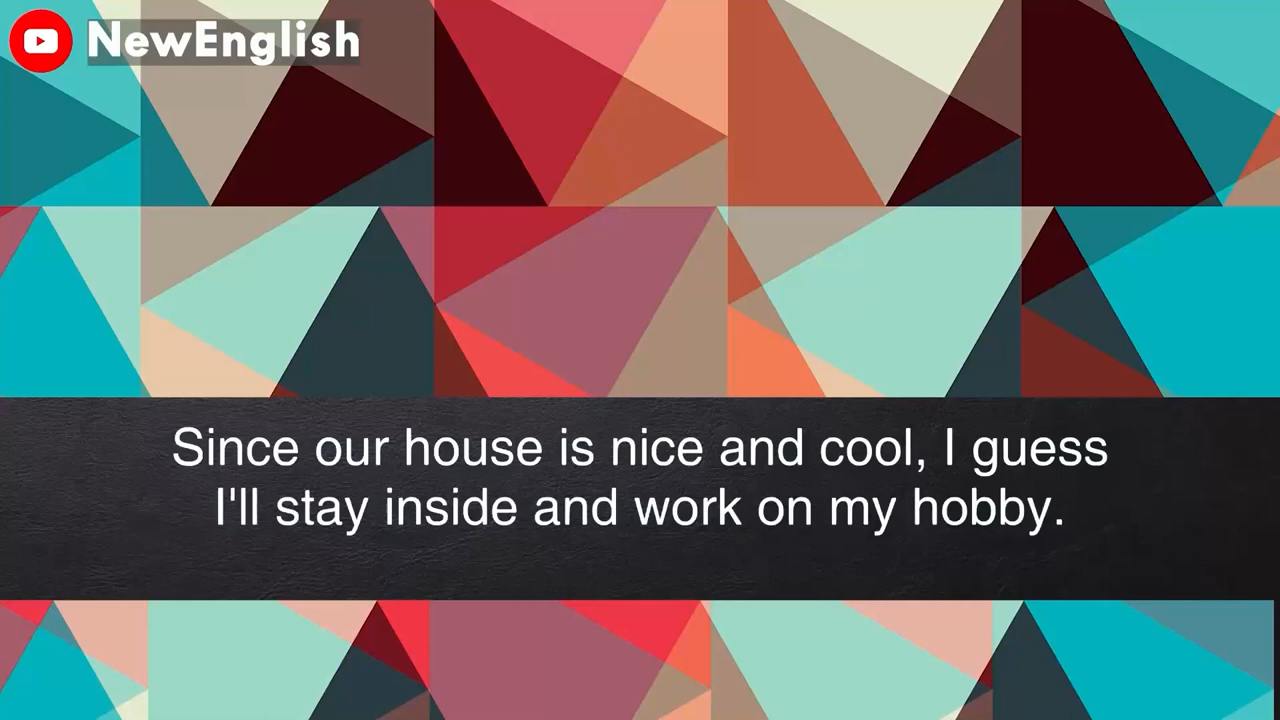 NewEnglish
Since our house is nice and cool, I guess
I'll stay inside and work on my hobby.